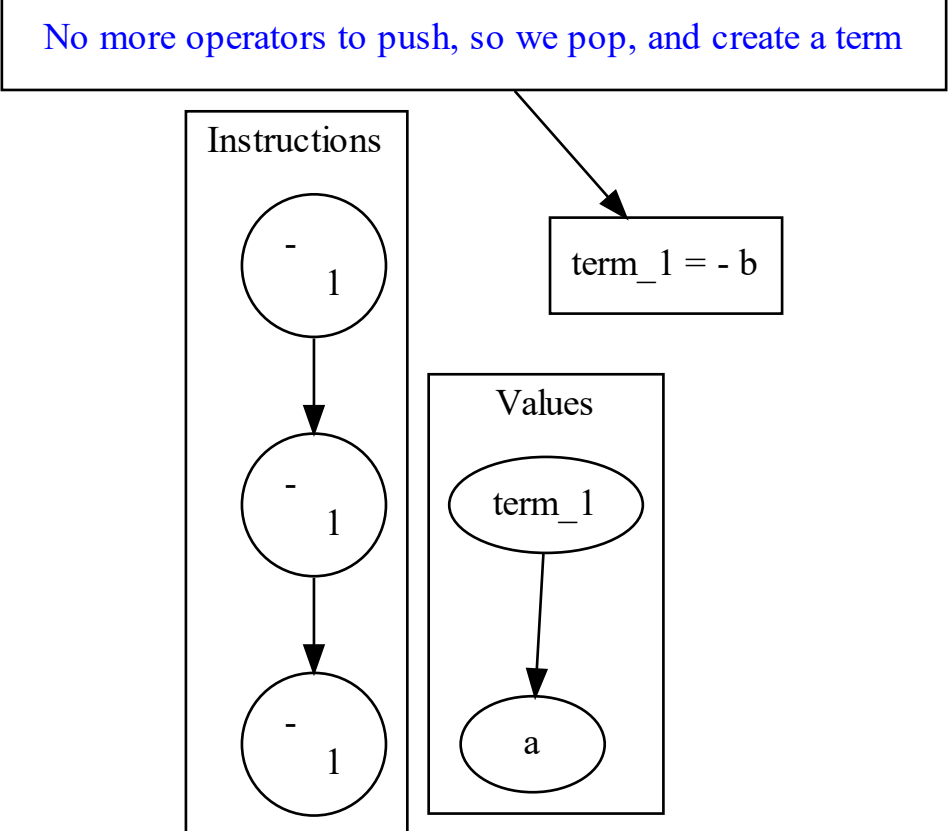 No more operators to push, so we pop, and create a term
Instructions
-
1
term_1 = - b
Values
-
1
term_1
-
1
a